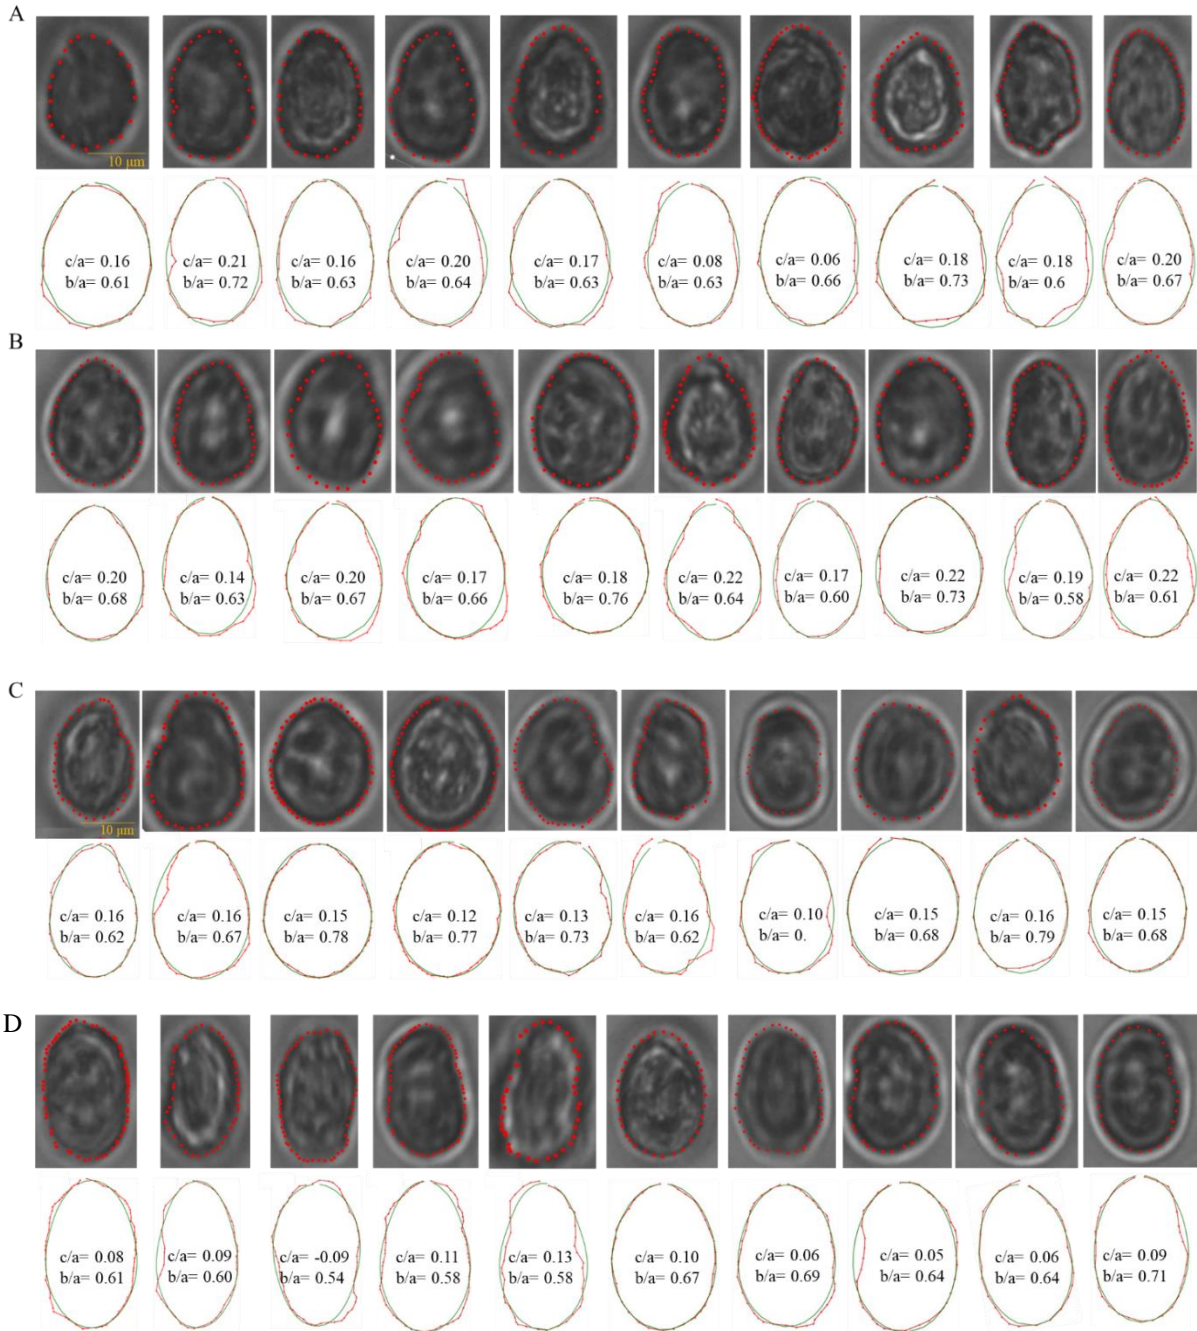 A
10 μm
c/a= 0.16 c/a= 0.21 c/a= 0.16 c/a= 0.20 c/a= 0.17 c/a= 0.08 c/a= 0.06 c/a= 0.18 c/a= 0.18 c/a= 0.20
b/a= 0.61 b/a= 0.72 b/a= 0.63 b/a= 0.64 b/a= 0.63 b/a= 0.63 b/a= 0.66 b/a= 0.73 b/a= 0.6 b/a= 0.67
B
c/a= 0.20 c/a= 0.14 c/a= 0.20 c/a= 0.17 c/a= 0.18 c/a= 0.22 c/a= 0.17 c/a= 0.22 c/a= 0.19 c/a= 0.22
b/a= 0.68 b/a= 0.63 b/a= 0.67 b/a= 0.66 b/a= 0.76 b/a= 0.64 b/a= 0.60 b/a= 0.73 b/a= 0.58 b/a= 0.61
C
10 μm
c/a= 0.16 c/a= 0.16 c/a= 0.15 c/a= 0.12 c/a= 0.13 c/a= 0.16 c/a= 0.10 c/a= 0.15 c/a= 0.16 c/a= 0.15
b/a= 0.62 b/a= 0.67 b/a= 0.78 b/a= 0.77 b/a= 0.73 b/a= 0.62 b/a= 0. b/a= 0.68 b/a= 0.79 b/a= 0.68
D
c/a= 0.08 c/a= 0.09 c/a= -0.09 c/a= 0.11 c/a= 0.13 c/a= 0.10 c/a= 0.06 c/a= 0.05 c/a= 0.06 c/a= 0.09
b/a= 0.61 b/a= 0.60 b/a= 0.54 b/a= 0.58 b/a= 0.58 b/a= 0.67 b/a= 0.69 b/a= 0.64 b/a= 0.64 b/a= 0.71